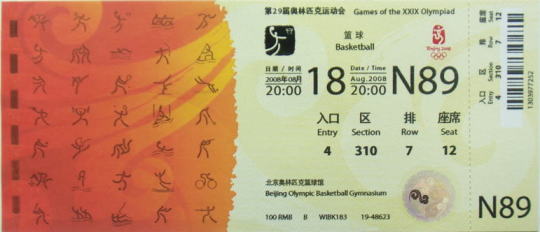 第29届奥林匹克运动会 Games of the XXIX Olympiad
篮球
Basketball
Beijing 2008
日期 / 时间
2008年08月
20:00
18
Date / Time
Aug.2008
20:00
N89
入口 区 排 座席
Entry Section Row Seat
4 310 7 12
北京奥林匹克篮球馆
Beijing Olympic Basketball Gymnasium
100 RMB B WIBK183 19-48623
座席 Seat 12
排 Row 7
区 Section 310
入口 Entry 4
1303977252
N89